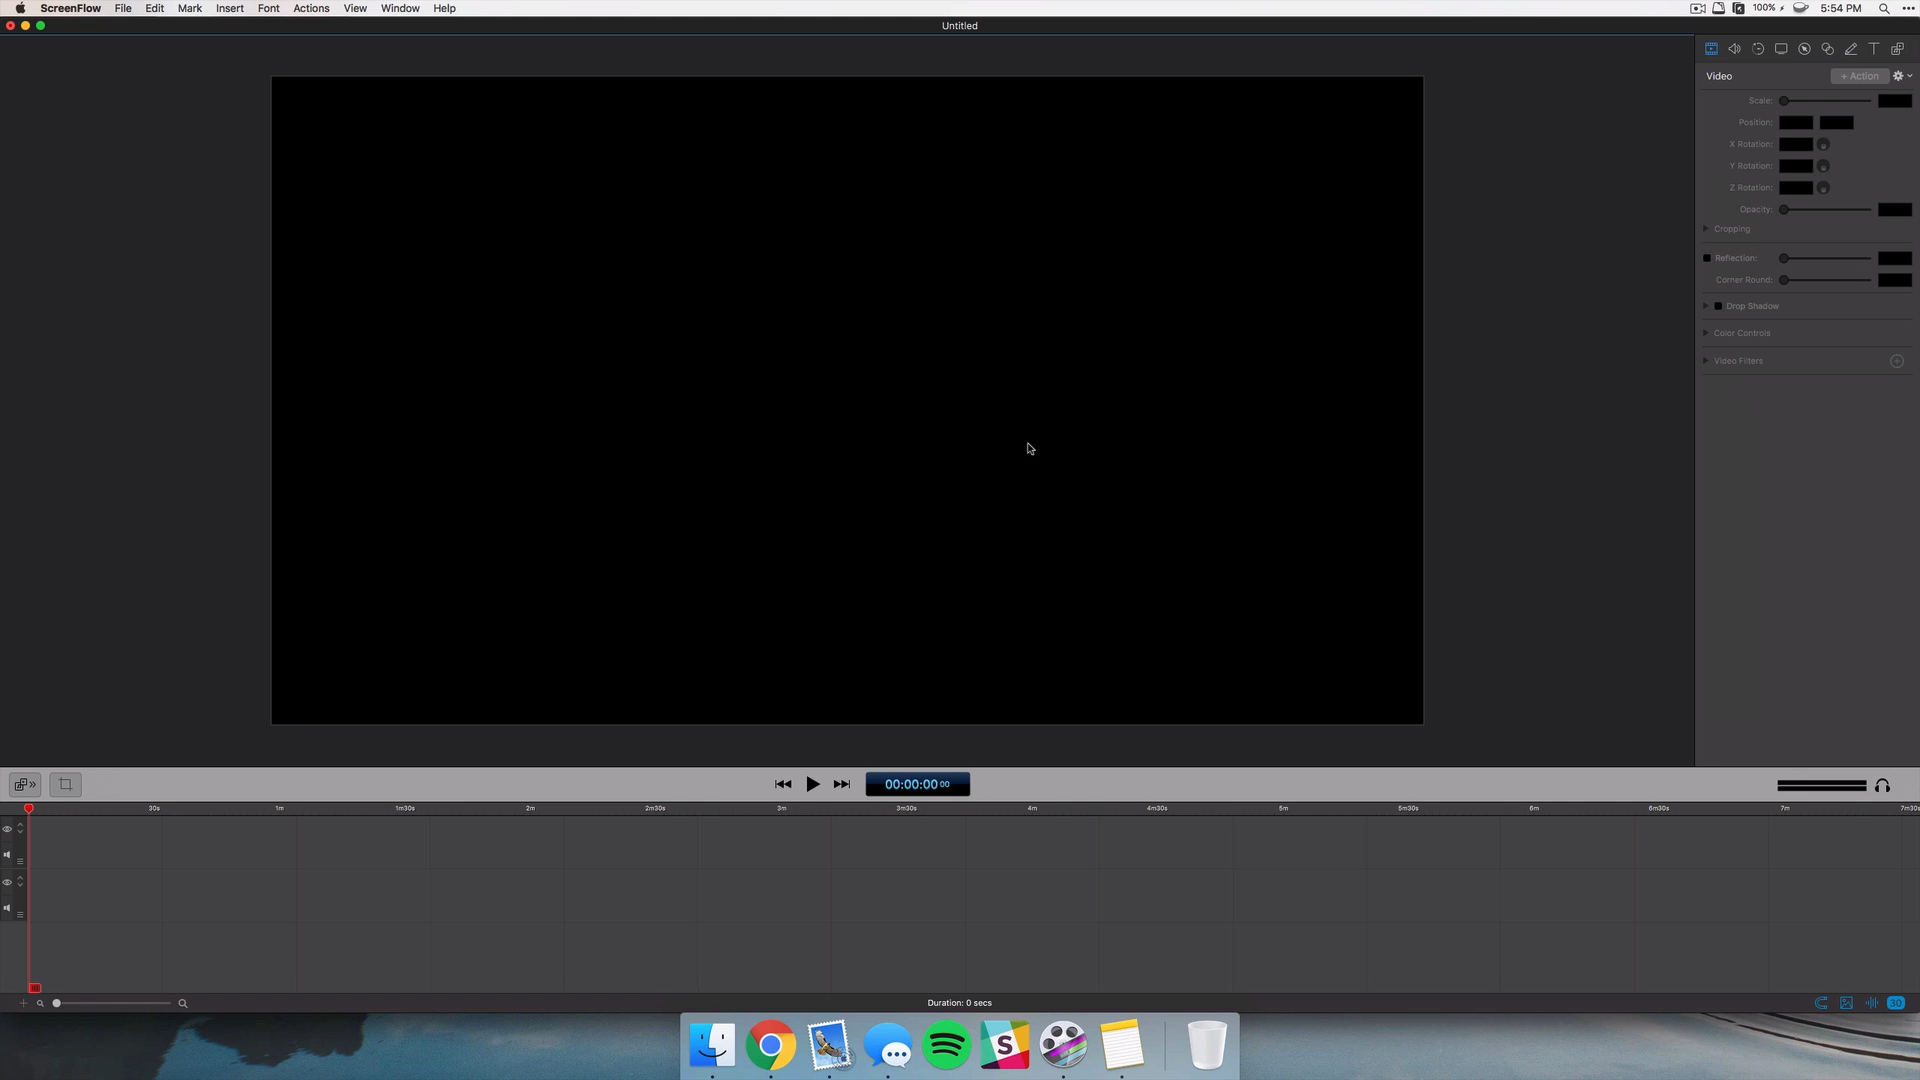 ScreenFlow File Edit Mark Insert Font Actions View Window Help 100% 5:54 PM
Untitled
Video + Action
Scale:
Position:
X Rotation:
Y Rotation:
Z Rotation:
Opacity:
Cropping
Reflection:
Corner Round:
Drop Shadow
Color Controls
Video Filters
00:00:00 00
30s 1m 1m30s 2m 2m30s 3m 3m30s 4m 4m30s 5m 5m30s 6m 6m30s 7m 7m30s
Duration: 0 secs
30
S